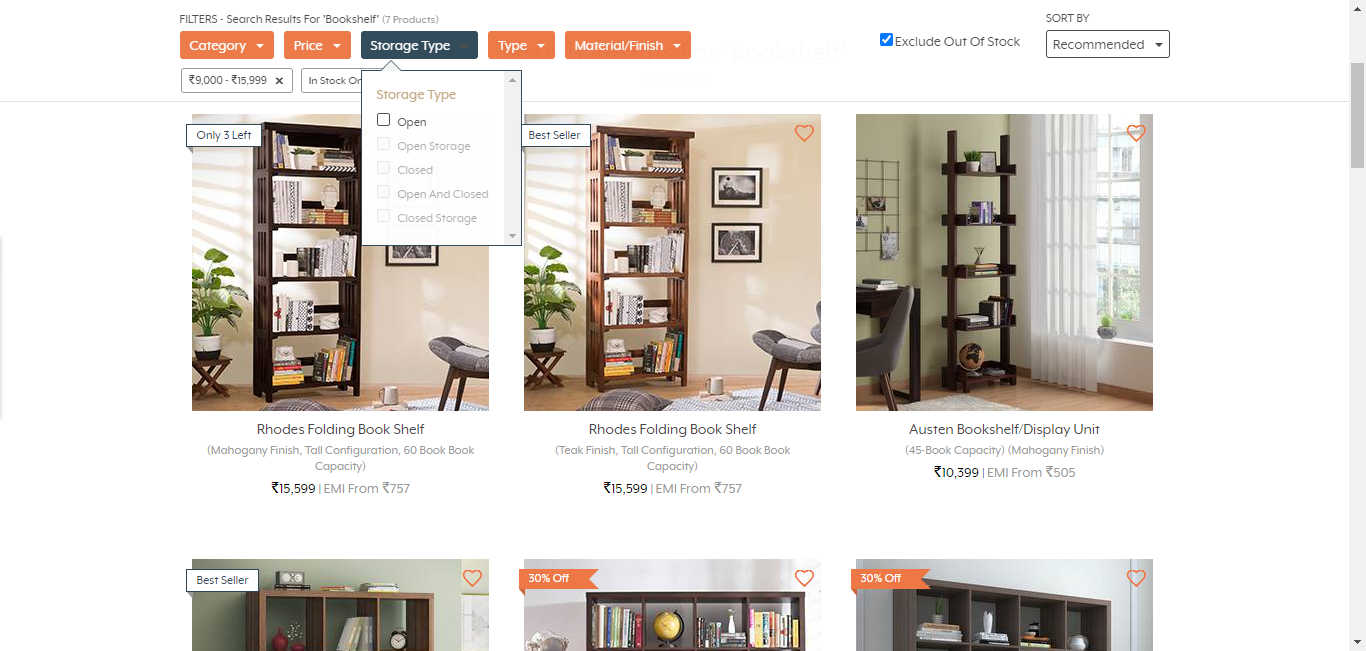 FILTERS - Search Results For 'Bookshelf' (7 Products)
SORT BY
Category
Price
Storage Type
Type
Material/Finish
Exclude Out Of Stock
Recommended
₹9,000 - ₹15,999 ×
In Stock On
Storage Type
Open
Open Storage
Closed
Open And Closed
Closed Storage
Only 3 Left
Best Seller
Rhodes Folding Book Shelf
(Mahogany Finish, Tall Configuration, 60 Book Book
Capacity)
₹15,599 | EMI From ₹757
Rhodes Folding Book Shelf
(Teak Finish, Tall Configuration, 60 Book Book
Capacity)
₹15,599 | EMI From ₹757
Austen Bookshelf/Display Unit
(45-Book Capacity) (Mahogany Finish)
₹10,399 | EMI From ₹505
Best Seller
30% Off
30% Off